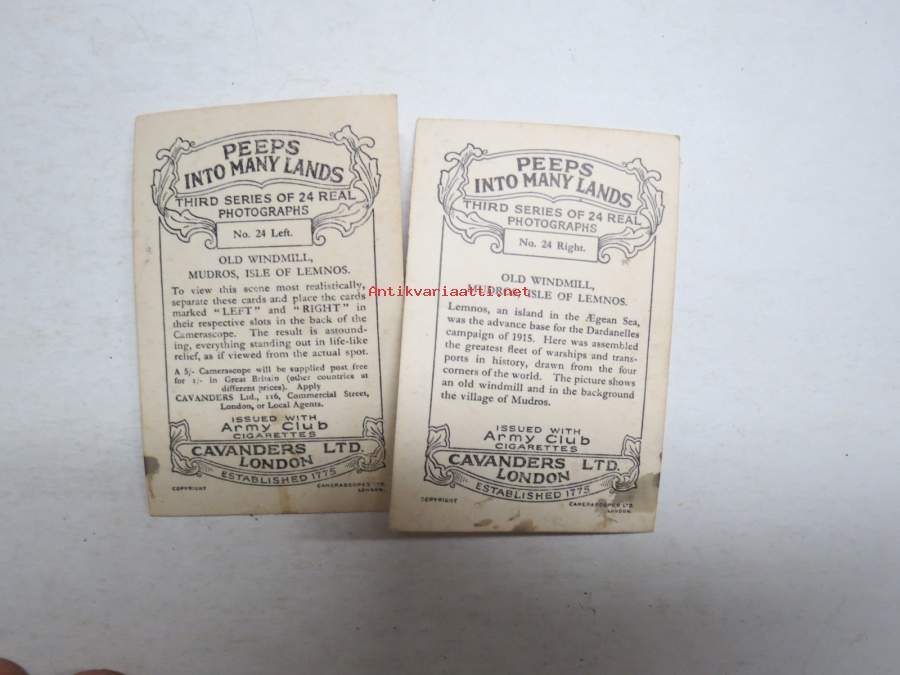 PEEPS
INTO MANY LANDS
THIRD SERIES OF 24 REAL
PHOTOGRAPHS
No. 24 Left.
OLD WINDMILL,
MUDROS, ISLE OF LEMNOS.
To view this scene most realistically,
separate these cards and place the cards
marked "LEFT" and "RIGHT" in
their respective slots in the back of the
Camerascope. The result is astound-
ing, everything standing out in life-like
relief, as if viewed from the actual spot.
A 5/- Camerascope will be supplied post free
for 1/- in Great Britain (other countries at
different prices). Apply
CAVANDERS Ltd., 116, Commercial Street,
London, or Local Agents.
ISSUED WITH
Army Club
CIGARETTES
CAVANDERS LTD.
LONDON
ESTABLISHED 1775
COPYRIGHT
CAMERASCOPES LTD.
LONDON.
PEEPS
INTO MANY LANDS
THIRD SERIES OF 24 REAL
PHOTOGRAPHS
No. 24 Right.
OLD WINDMILL,
MUDROS, ISLE OF LEMNOS.
Lemnos, an island in the Ægean Sea,
was the advance base for the Dardanelles
campaign of 1915. Here was assembled
the greatest fleet of warships and trans-
ports in history, drawn from the four
corners of the world. The picture shows
an old windmill and in the background
the village of Mudros.
ISSUED WITH
Army Club
CIGARETTES
CAVANDERS LTD.
LONDON
ESTABLISHED 1775
COPYRIGHT
CAMERASCOPES LTD.
LONDON.
Antikvariaatti.net